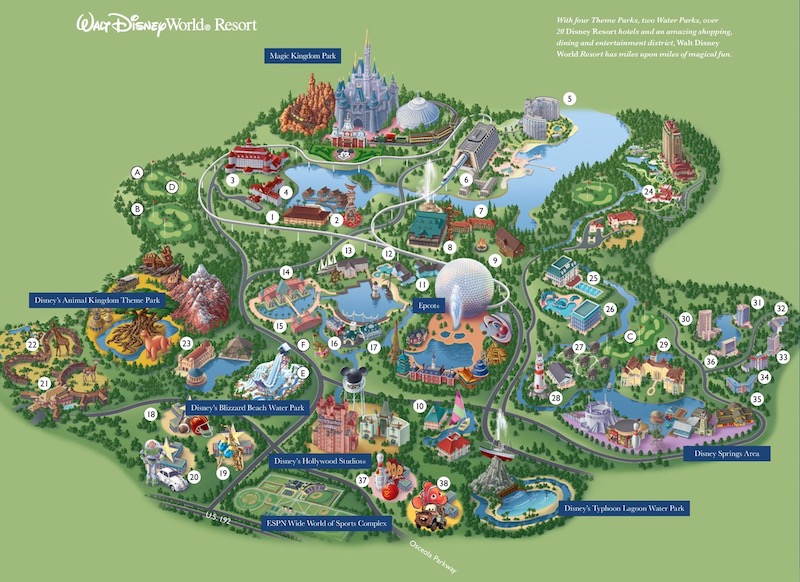 Walt Disney World® Resort
With four Theme Parks, two Water Parks, over
20 Disney Resort hotels and an amazing shopping,
dining and entertainment district, Walt Disney
World Resort has miles upon miles of magical fun.
Magic Kingdom Park
5
A
D
B
3
4
6
24
1
2
7
8
9
13
12
11
14
25
Disney's Animal Kingdom Theme Park
Epcot®
26
15
16
17
F
E
22
21
23
27
C
29
28
30
31
32
36
33
34
35
Disney's Blizzard Beach Water Park
18
19
20
10
Disney's Hollywood Studios®
37
38
Disney Springs Area
Disney's Typhoon Lagoon Water Park
U.S. 192
ESPN Wide World of Sports Complex
Osceola Parkway